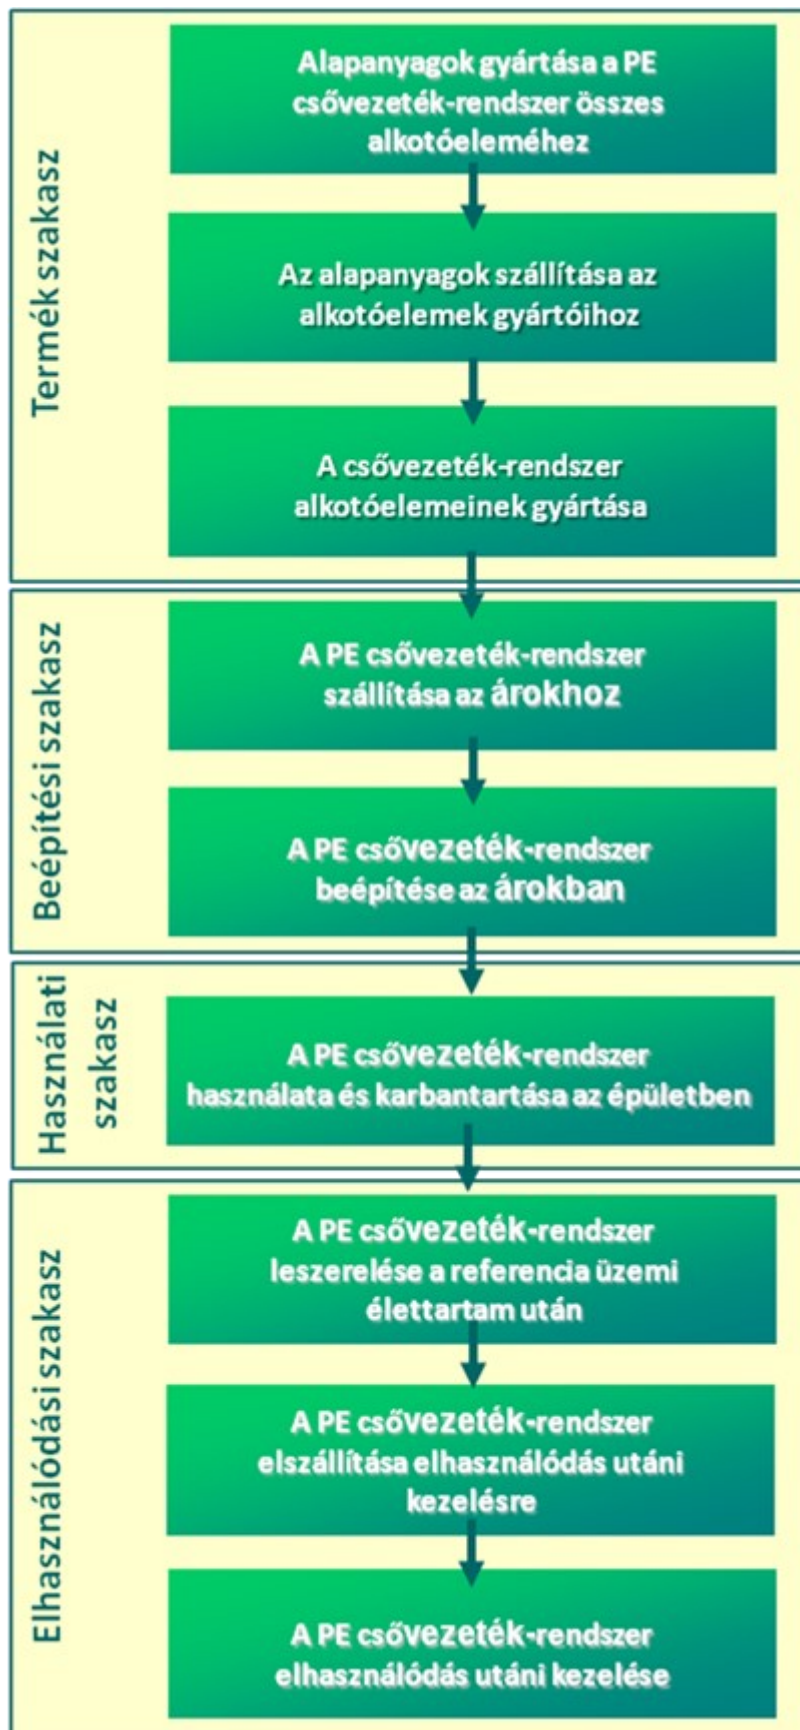 Termék szakasz
Alapanyagok gyártása a PE
csővezeték-rendszer összes
alkotóeleméhez
Az alapanyagok szállítása az
alkotóelemek gyártóihoz
A csővezeték-rendszer
alkotóelemeinek gyártása
Beépítési szakasz
A PE csővezeték-rendszer
szállítása az árokhoz
A PE csővezeték-rendszer
beépítése az árokban
Használati
szakasz
A PE csővezeték-rendszer
használata és karbantartása az épületben
Elhasználódási szakasz
A PE csővezeték-rendszer
leszerelése a referencia üzemi
élettartam után
A PE csővezeték-rendszer
elszállítása elhasználódás utáni
kezelésre
A PE csővezeték-rendszer
elhasználódás utáni kezelése